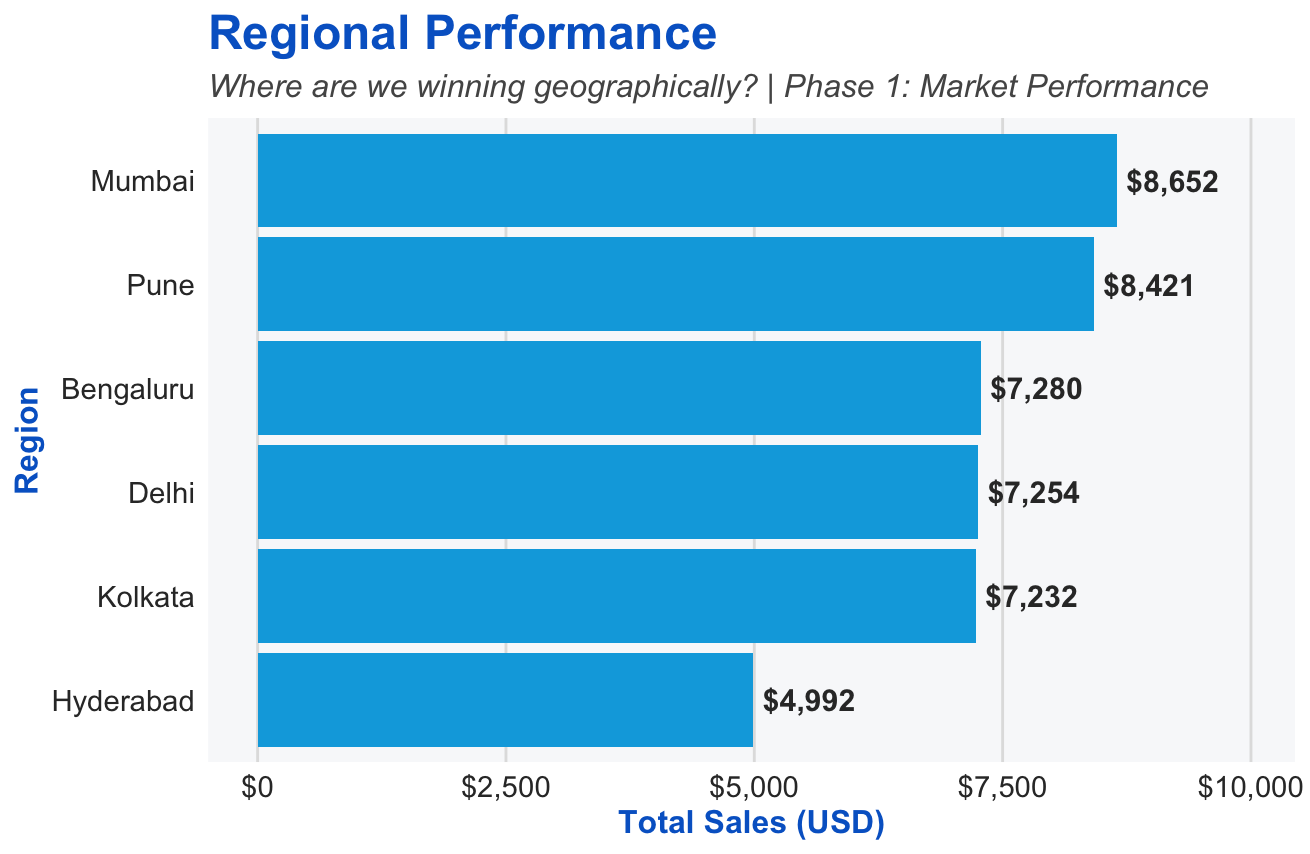 Regional Performance
Where are we winning geographically? | Phase 1: Market Performance
Mumbai $8,652
Pune $8,421
Bengaluru $7,280
Delhi $7,254
Kolkata $7,232
Hyderabad $4,992
Region
$0 $2,500 $5,000 $7,500 $10,000
Total Sales (USD)